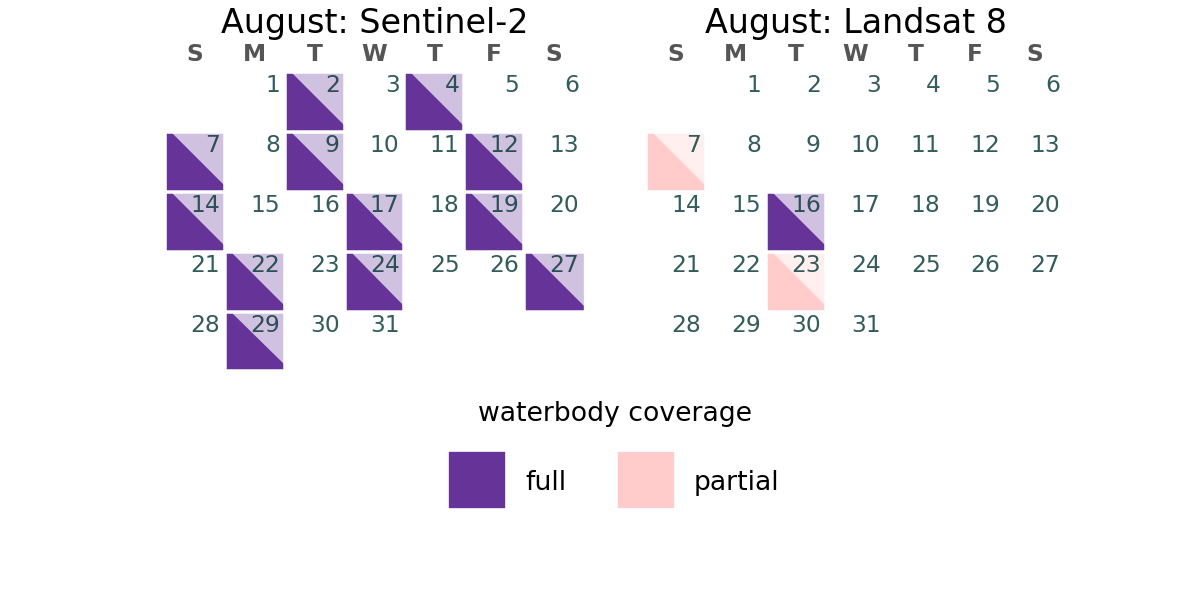 August: Sentinel-2
S M T W T F S
1 2 3 4 5 6
7 8 9 10 11 12 13
14 15 16 17 18 19 20
21 22 23 24 25 26 27
28 29 30 31
August: Landsat 8
S M T W T F S
1 2 3 4 5 6
7 8 9 10 11 12 13
14 15 16 17 18 19 20
21 22 23 24 25 26 27
28 29 30 31
waterbody coverage
full partial